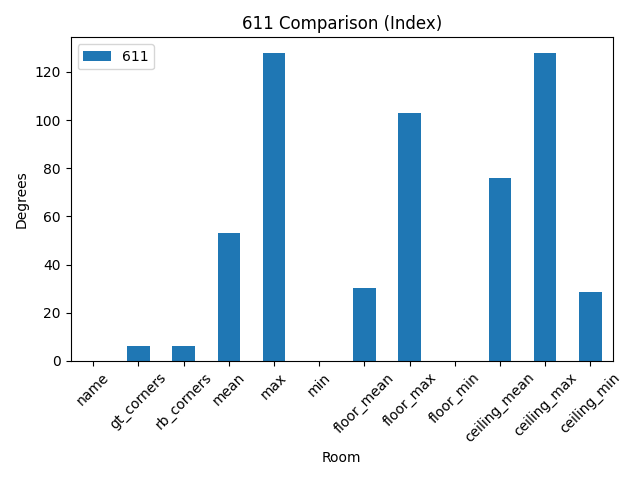 611 Comparison (Index)
611
Degrees
120
100
80
60
40
20
0
name
gt_corners
rb_corners
mean
max
min
floor_mean
floor_max
floor_min
ceiling_mean
ceiling_max
ceiling_min
Room